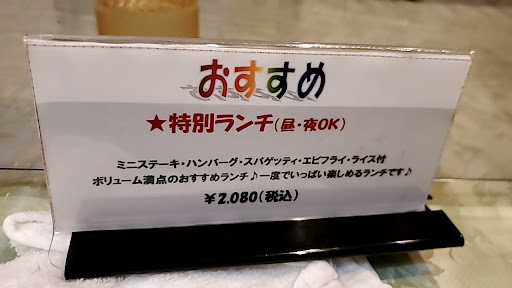 おすすめ
★特別ランチ(昼・夜OK)
ミニステーキ・ハンバーグ・スパゲッティ・エビフライ・ライス付
ボリューム満点のおすすめランチ♪一度でいっぱい楽しめるランチです♪
￥2,080(税込)